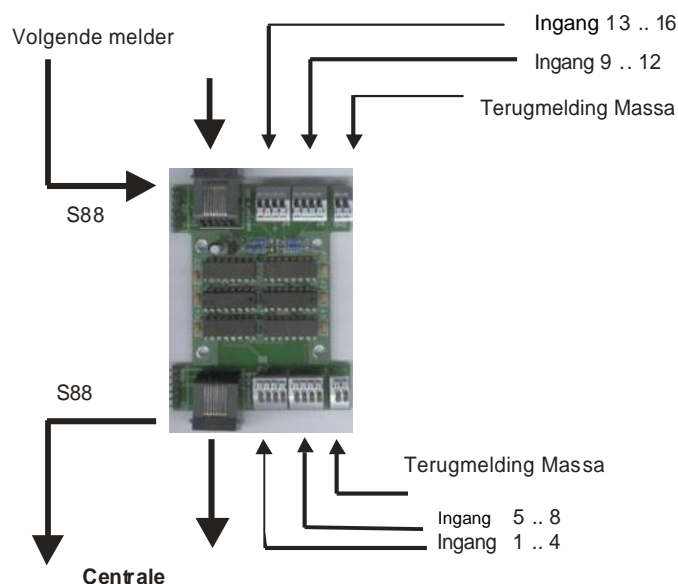 Ingang 13 .. 16
Volgende melder
Ingang 9 .. 12
Terugmelding Massa
S88
S88
Terugmelding Massa
Ingang 5 .. 8
Ingang 1 .. 4
Centrale